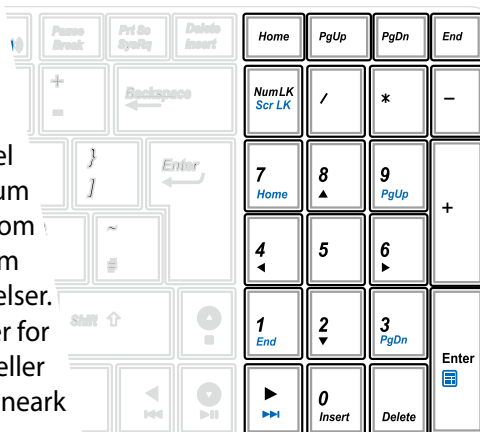 Pause Break Prt Sc SysRq Delete Insert Home PgUp PgDn End
+ = Backspace NumLK Scr LK / * -
el
um
om
m
elser.
er for
eller
neark
} ] Enter 7 Home 8 9 PgUp +
~ # 4 5 6
Shift 1 End 2 3 PgDn Enter
0 Insert Delete